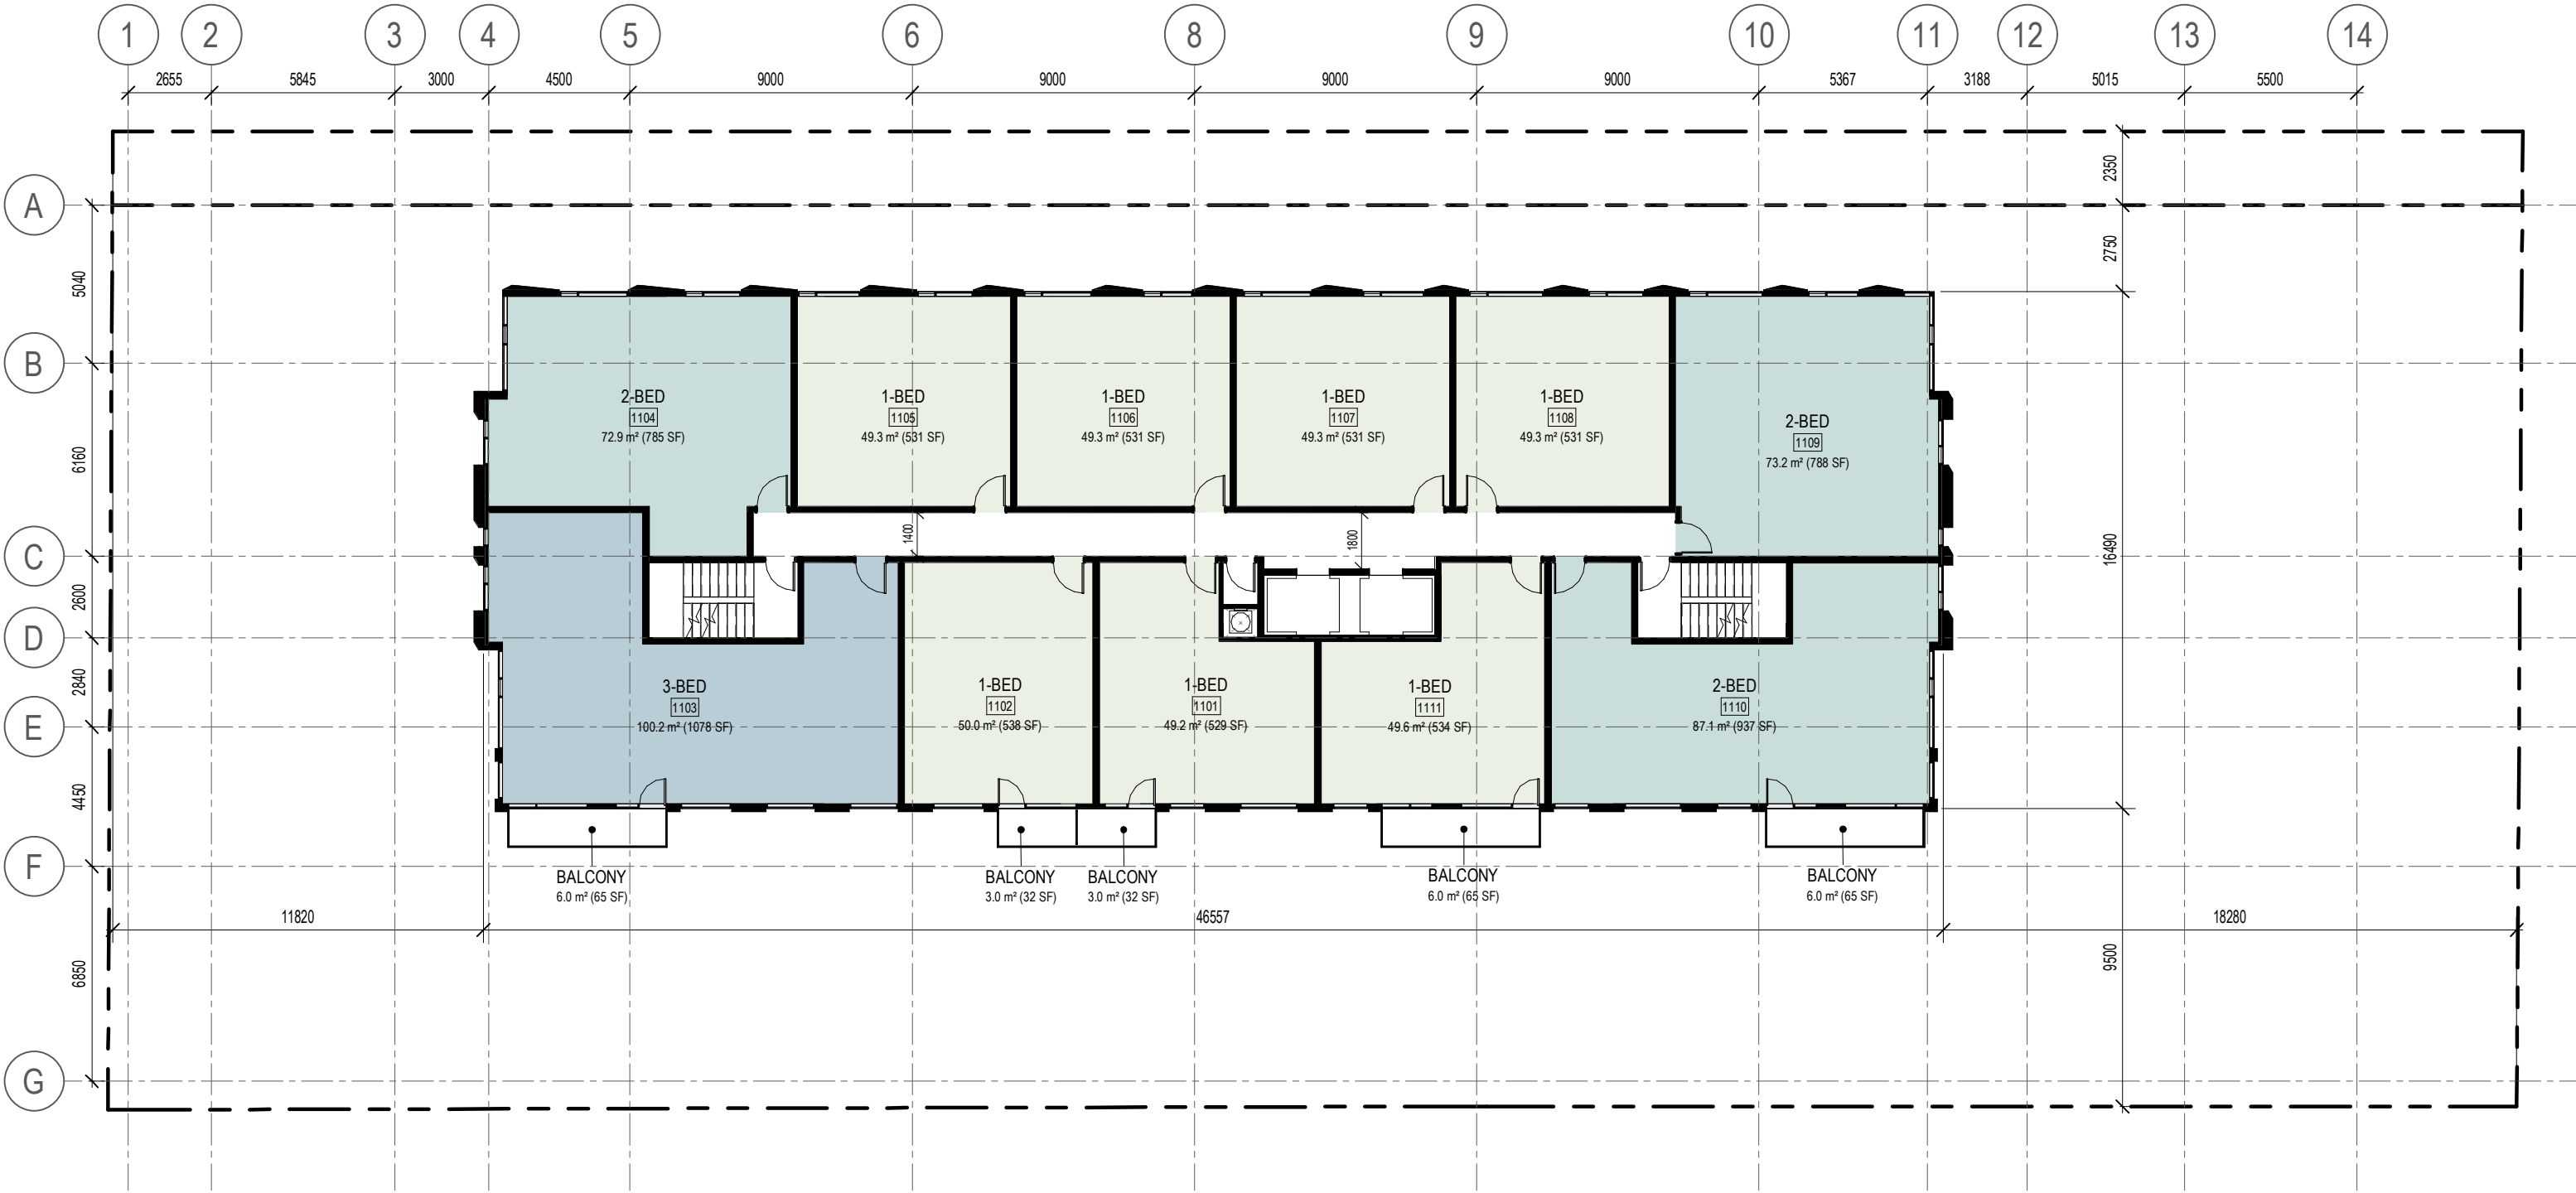 1 2 3 4 5 6 8 9 10 11 12 13 14
2655 5845 3000 4500 9000 9000 9000 9000 5367 3188 5015 5500
2350
A
2750
5040
B
2-BED
1104
72.9 m² (785 SF)
1-BED
1105
49.3 m² (531 SF)
1-BED
1106
49.3 m² (531 SF)
1-BED
1107
49.3 m² (531 SF)
1-BED
1108
49.3 m² (531 SF)
2-BED
1109
73.2 m² (788 SF)
6160
1400
1800
16490
C
2600
D
2840
3-BED
1103
100.2 m² (1078 SF)
1-BED
1102
50.0 m² (538 SF)
1-BED
1101
49.2 m² (529 SF)
1-BED
1111
49.6 m² (534 SF)
2-BED
1110
87.1 m² (937 SF)
E
4450
F
BALCONY
6.0 m² (65 SF)
BALCONY
3.0 m² (32 SF)
BALCONY
3.0 m² (32 SF)
BALCONY
6.0 m² (65 SF)
BALCONY
6.0 m² (65 SF)
11820 46557 18280
6850
9500
G